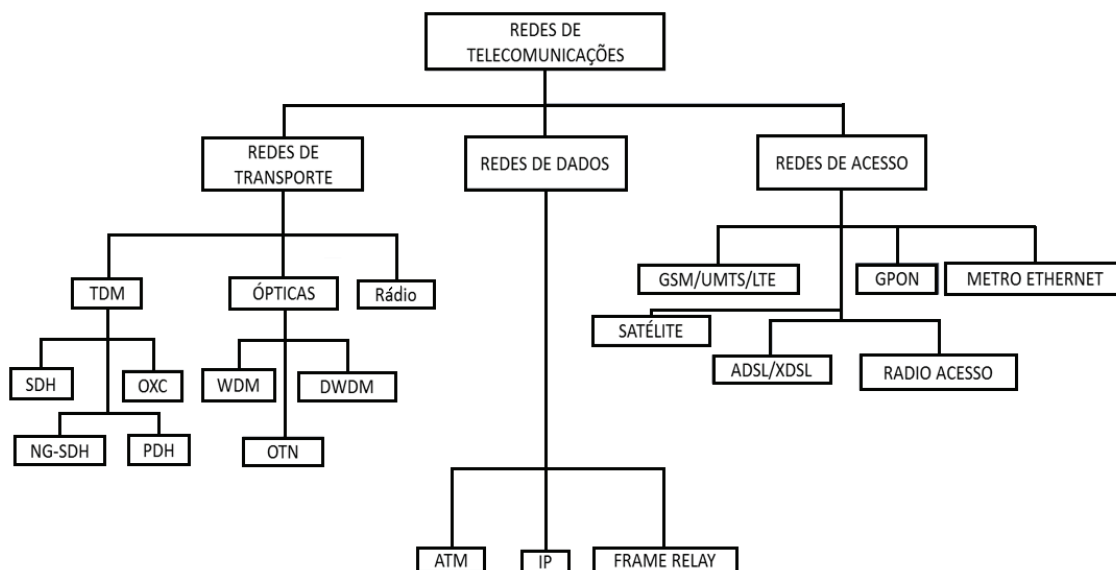 REDES DE
TELECOMUNICAÇÕES
REDES DE
TRANSPORTE
REDES DE DADOS
REDES DE ACESSO
TDM
ÓPTICAS
Rádio
GSM/UMTS/LTE
GPON
METRO ETHERNET
SATÉLITE
ADSL/XDSL
RADIO ACESSO
SDH
OXC
WDM
DWDM
NG-SDH
PDH
OTN
ATM
IP
FRAME RELAY